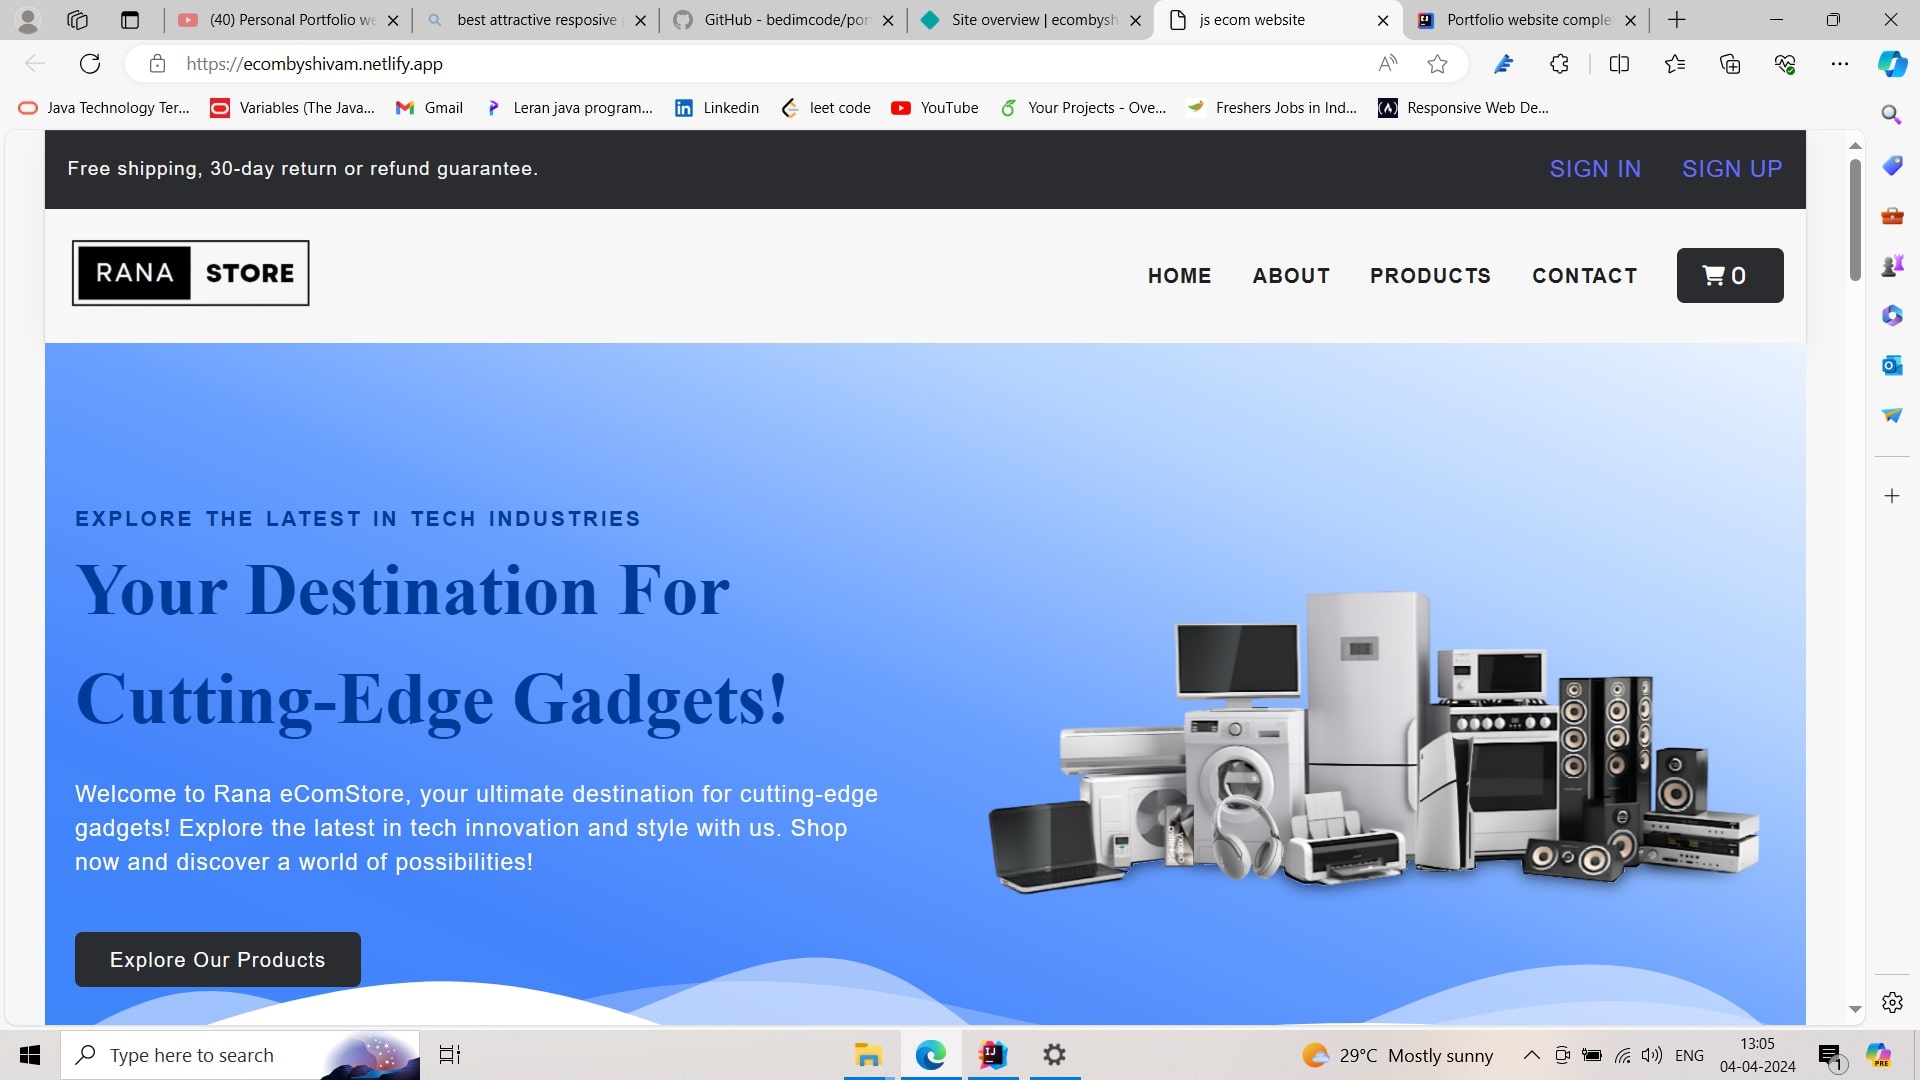 (40) Personal Portfolio we
best attractive resposive
GitHub - bedimcode/por
Site overview | ecombysh
js ecom website
Portfolio website comple
https://ecombyshivam.netlify.app
Java Technology Ter...
Variables (The Java...
Gmail
Leran java program...
Linkedin
leet code
YouTube
Your Projects - Ove...
Freshers Jobs in Ind...
Responsive Web De...
Free shipping, 30-day return or refund guarantee.
SIGN IN
SIGN UP
RANA STORE
HOME
ABOUT
PRODUCTS
CONTACT
0
EXPLORE THE LATEST IN TECH INDUSTRIES
Your Destination For
Cutting-Edge Gadgets!
Welcome to Rana eComStore, your ultimate destination for cutting-edge
gadgets! Explore the latest in tech innovation and style with us. Shop
now and discover a world of possibilities!
Explore Our Products
Type here to search
29°C Mostly sunny
ENG
13:05
04-04-2024
1
PRE